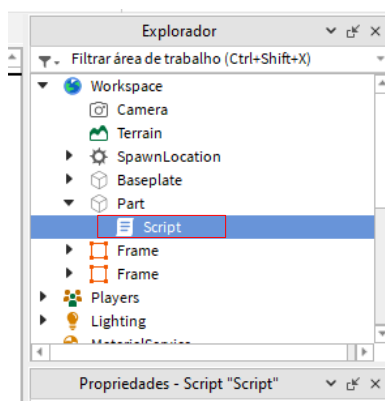 Explorador
Filtrar área de trabalho (Ctrl+Shift+X)
Workspace
Camera
Terrain
SpawnLocation
Baseplate
Part
Script
Frame
Frame
Players
Lighting
MaterialService
Propriedades - Script "Script"